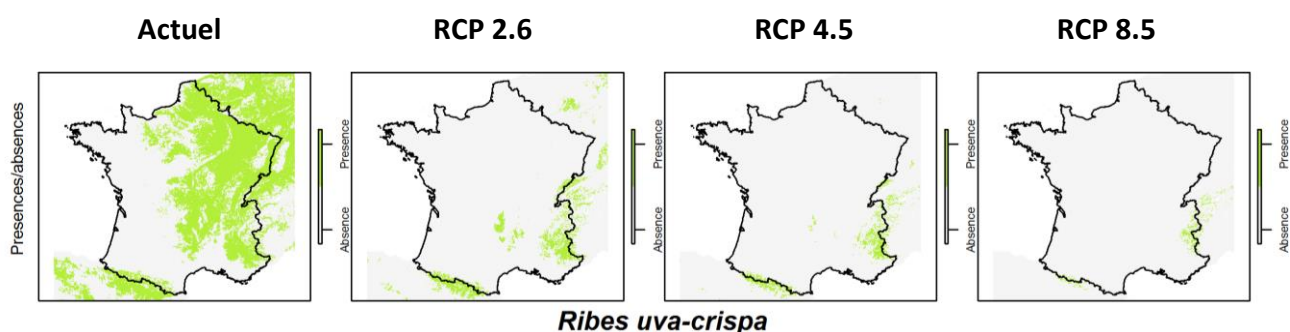 Actuel
RCP 2.6
RCP 4.5
RCP 8.5
Presences/absences
Absence
Presence
Absence
Presence
Absence
Presence
Absence
Presence
Ribes uva-crispa